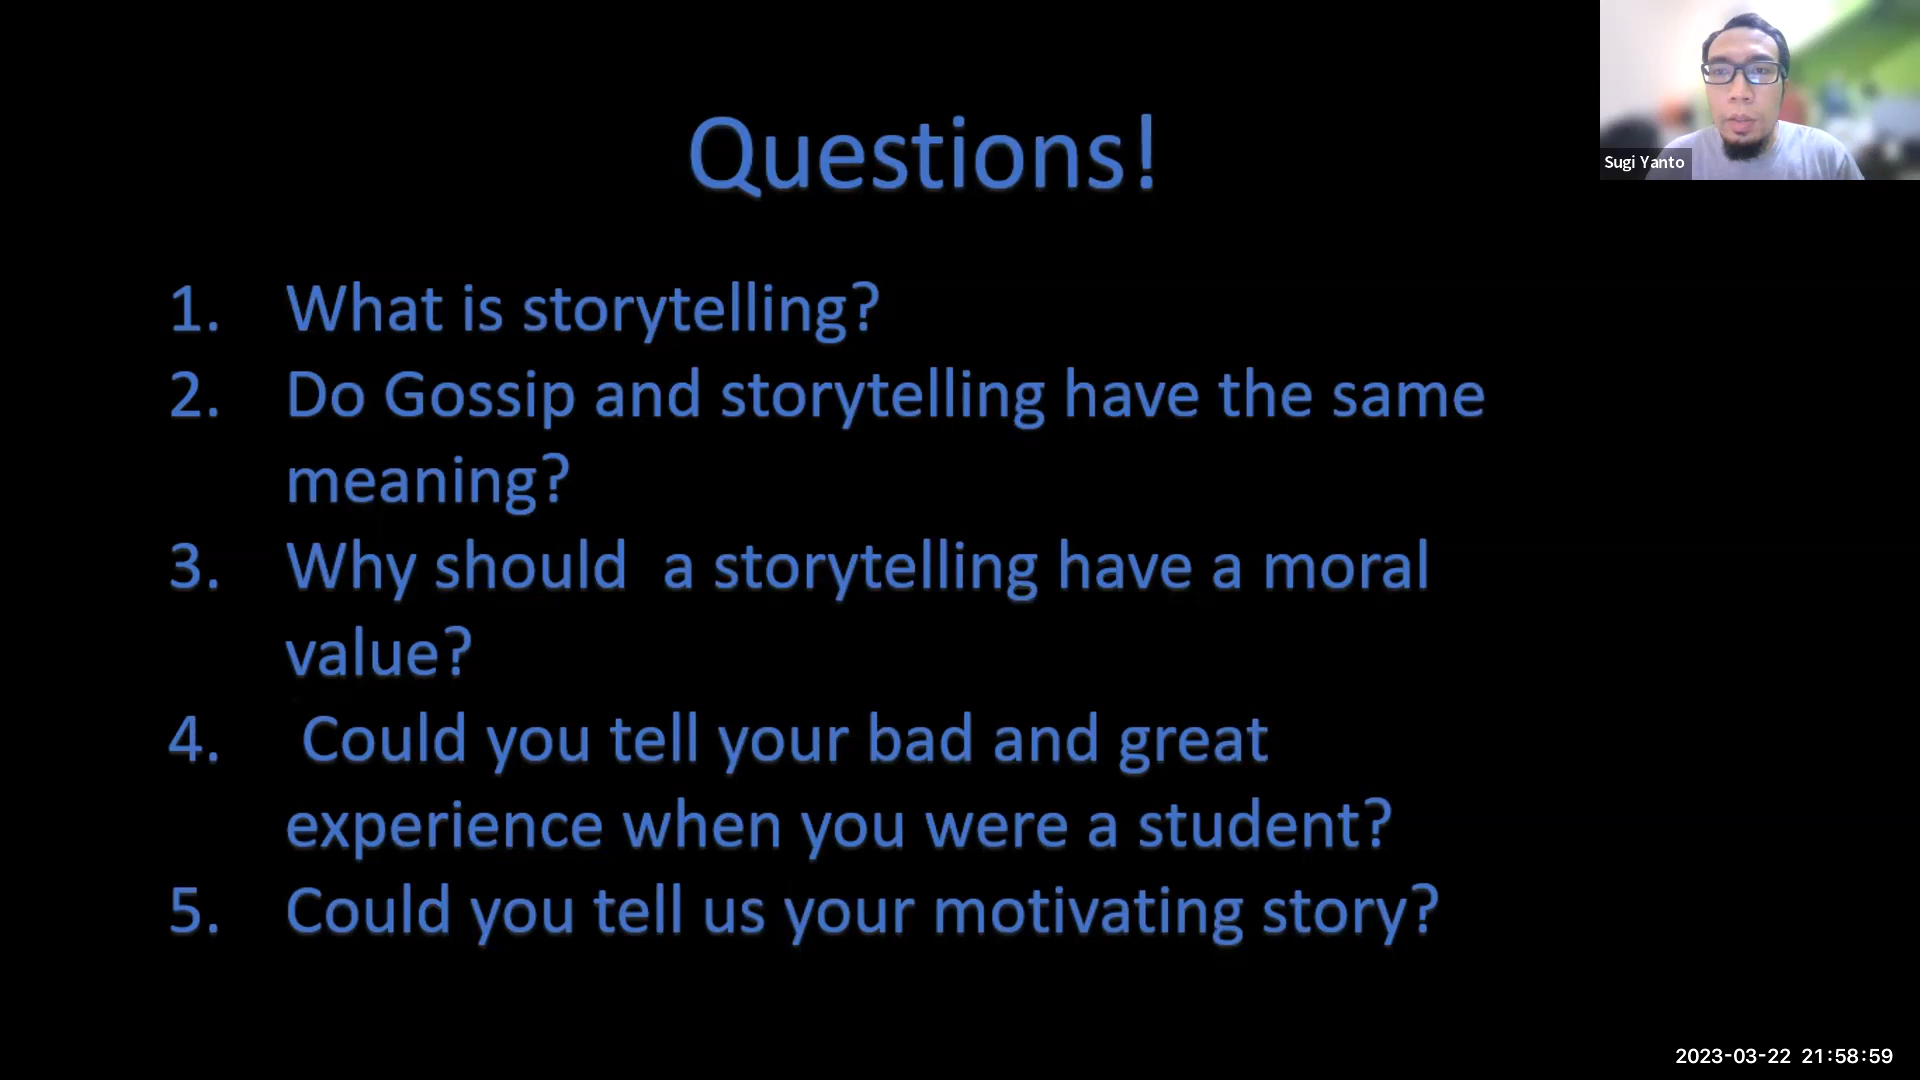 Sugi Yanto
Questions!
1. What is storytelling?
2. Do Gossip and storytelling have the same
meaning?
3. Why should  a storytelling have a moral
value?
4. Could you tell your bad and great
experience when you were a student?
5. Could you tell us your motivating story?
2023-03-22 21:58:59